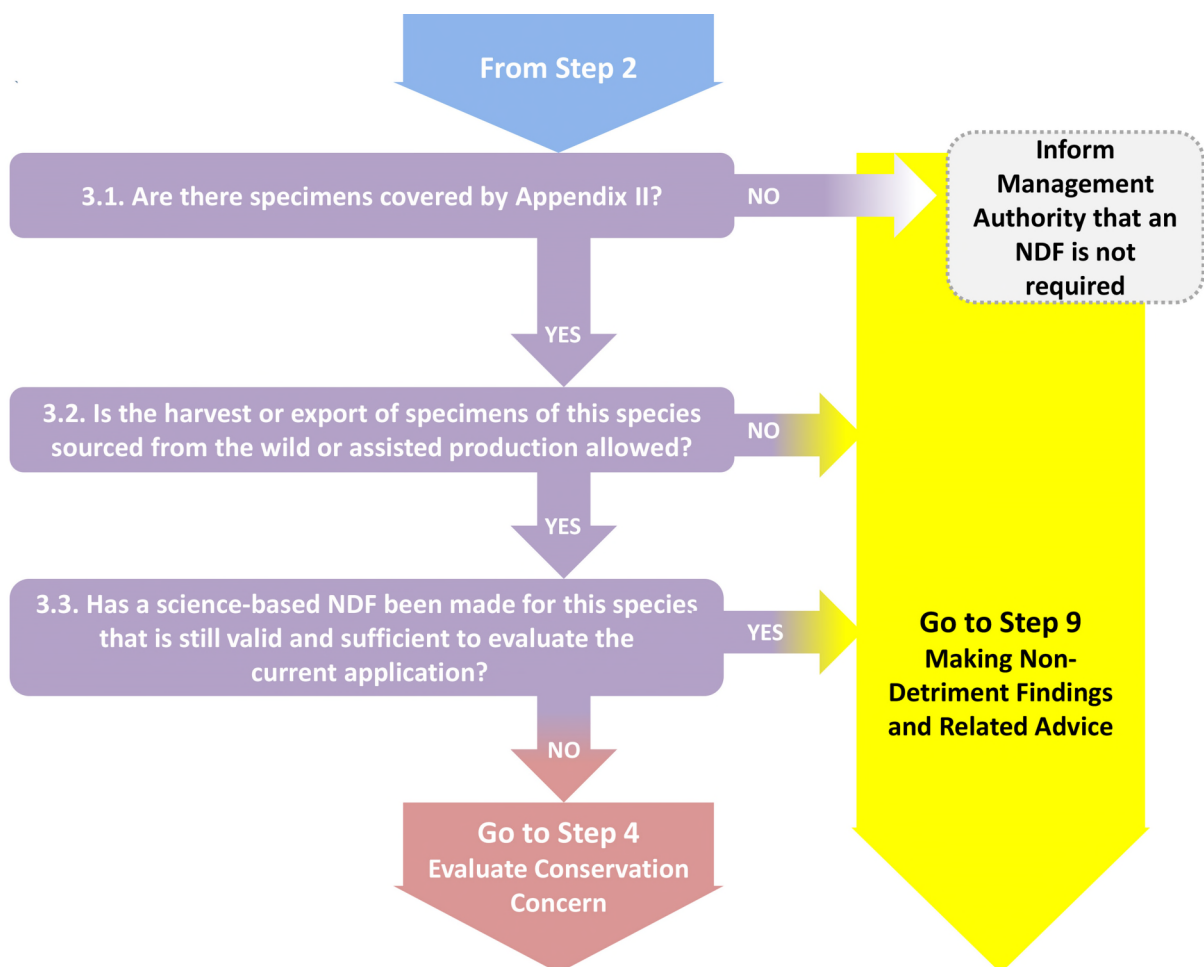 From Step 2
3.1. Are there specimens covered by Appendix II?
NO
Inform
Management
Authority that an
NDF is not
required
YES
3.2. Is the harvest or export of specimens of this species
sourced from the wild or assisted production allowed?
NO
YES
3.3. Has a science-based NDF been made for this species
that is still valid and sufficient to evaluate the
current application?
YES
Go to Step 9
Making Non-
Detriment Findings
and Related Advice
NO
Go to Step 4
Evaluate Conservation
Concern